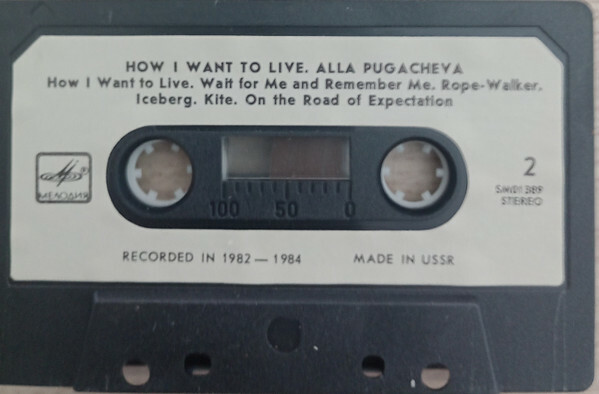 HOW I WANT TO LIVE. ALLA PUGACHEVA
How I Want to Live. Wait for Me and Remember Me. Rope-Walker.
Iceberg. Kite. On the Road of Expectation
2
STEREO
МЕЛОДИЯ
100 50 0
RECORDED IN 1982—1984 MADE IN USSR